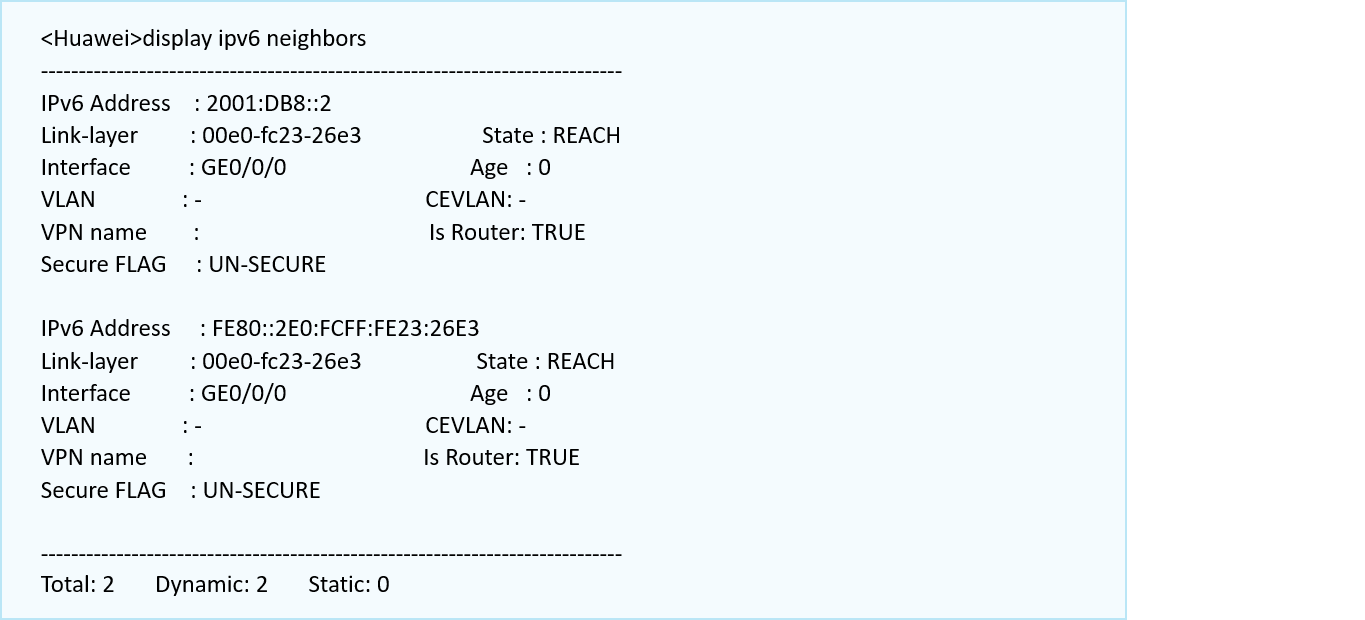 <Huawei>display ipv6 neighbors
-----------------------------------------------------------------------------
IPv6 Address : 2001:DB8::2
Link-layer : 00e0-fc23-26e3 State : REACH
Interface : GE0/0/0 Age : 0
VLAN : - CEVLAN: -
VPN name : Is Router: TRUE
Secure FLAG : UN-SECURE
IPv6 Address : FE80::2E0:FCFF:FE23:26E3
Link-layer : 00e0-fc23-26e3 State : REACH
Interface : GE0/0/0 Age : 0
VLAN : - CEVLAN: -
VPN name : Is Router: TRUE
Secure FLAG : UN-SECURE
-----------------------------------------------------------------------------
Total: 2 Dynamic: 2 Static: 0